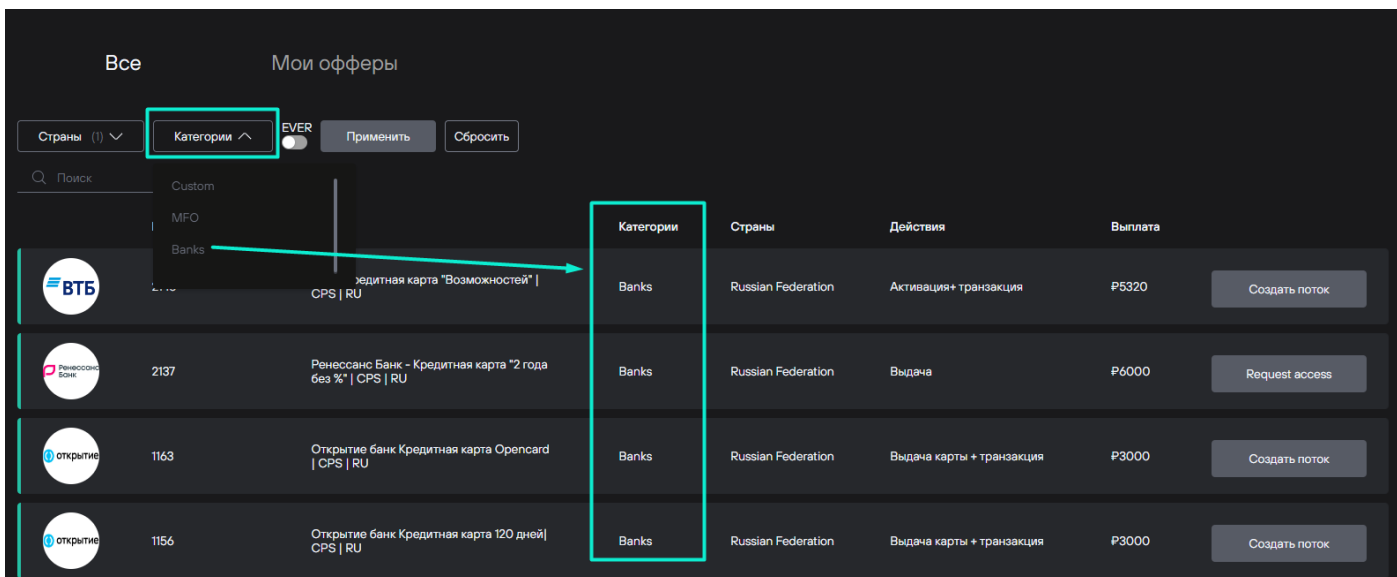 Все
Мои офферы
Страны (1)
Категории
EVER
Применить
Сбросить
Поиск
Custom
MFO
Banks
Категории
Страны
Действия
Выплата
ВТБ
редитная карта "Возможностей" |
CPS | RU
Banks
Russian Federation
Активация+ транзакция
₽5320
Создать поток
Ренессанс
Банк
2137
Ренессанс Банк - Кредитная карта "2 года
без %" | CPS | RU
Banks
Russian Federation
Выдача
₽6000
Request access
открытие
1163
Открытие банк Кредитная карта Opencard
| CPS | RU
Banks
Russian Federation
Выдача карты + транзакция
₽3000
Создать поток
открытие
1156
Открытие банк Кредитная карта 120 дней|
CPS | RU
Banks
Russian Federation
Выдача карты + транзакция
₽3000
Создать поток